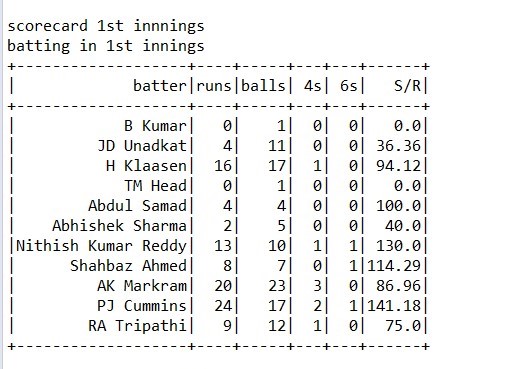 scorecard 1st innnings
batting in 1st innings
+--------------------+----+-----+---+---+------+
|              batter|runs|balls| 4s| 6s|   S/R|
+--------------------+----+-----+---+---+------+
|             B Kumar|   0|    1|  0|  0|   0.0|
|         JD Unadkat|   4|   11|  0|  0| 36.36|
|           H Klaasen|  16|   17|  1|  0| 94.12|
|             TM Head|   0|    1|  0|  0|   0.0|
|         Abdul Samad|   4|    4|  0|  0| 100.0|
|     Abhishek Sharma|   2|    5|  0|  0|  40.0|
|Nithish Kumar Reddy|  13|   10|  1|  1| 130.0|
|       Shahbaz Ahmed|   8|    7|  0|  1|114.29|
|          AK Markram|  20|   23|  3|  0| 86.96|
|          PJ Cummins|  24|   17|  2|  1|141.18|
|         RA Tripathi|   9|   12|  1|  0|  75.0|
+--------------------+----+-----+---+---+------+